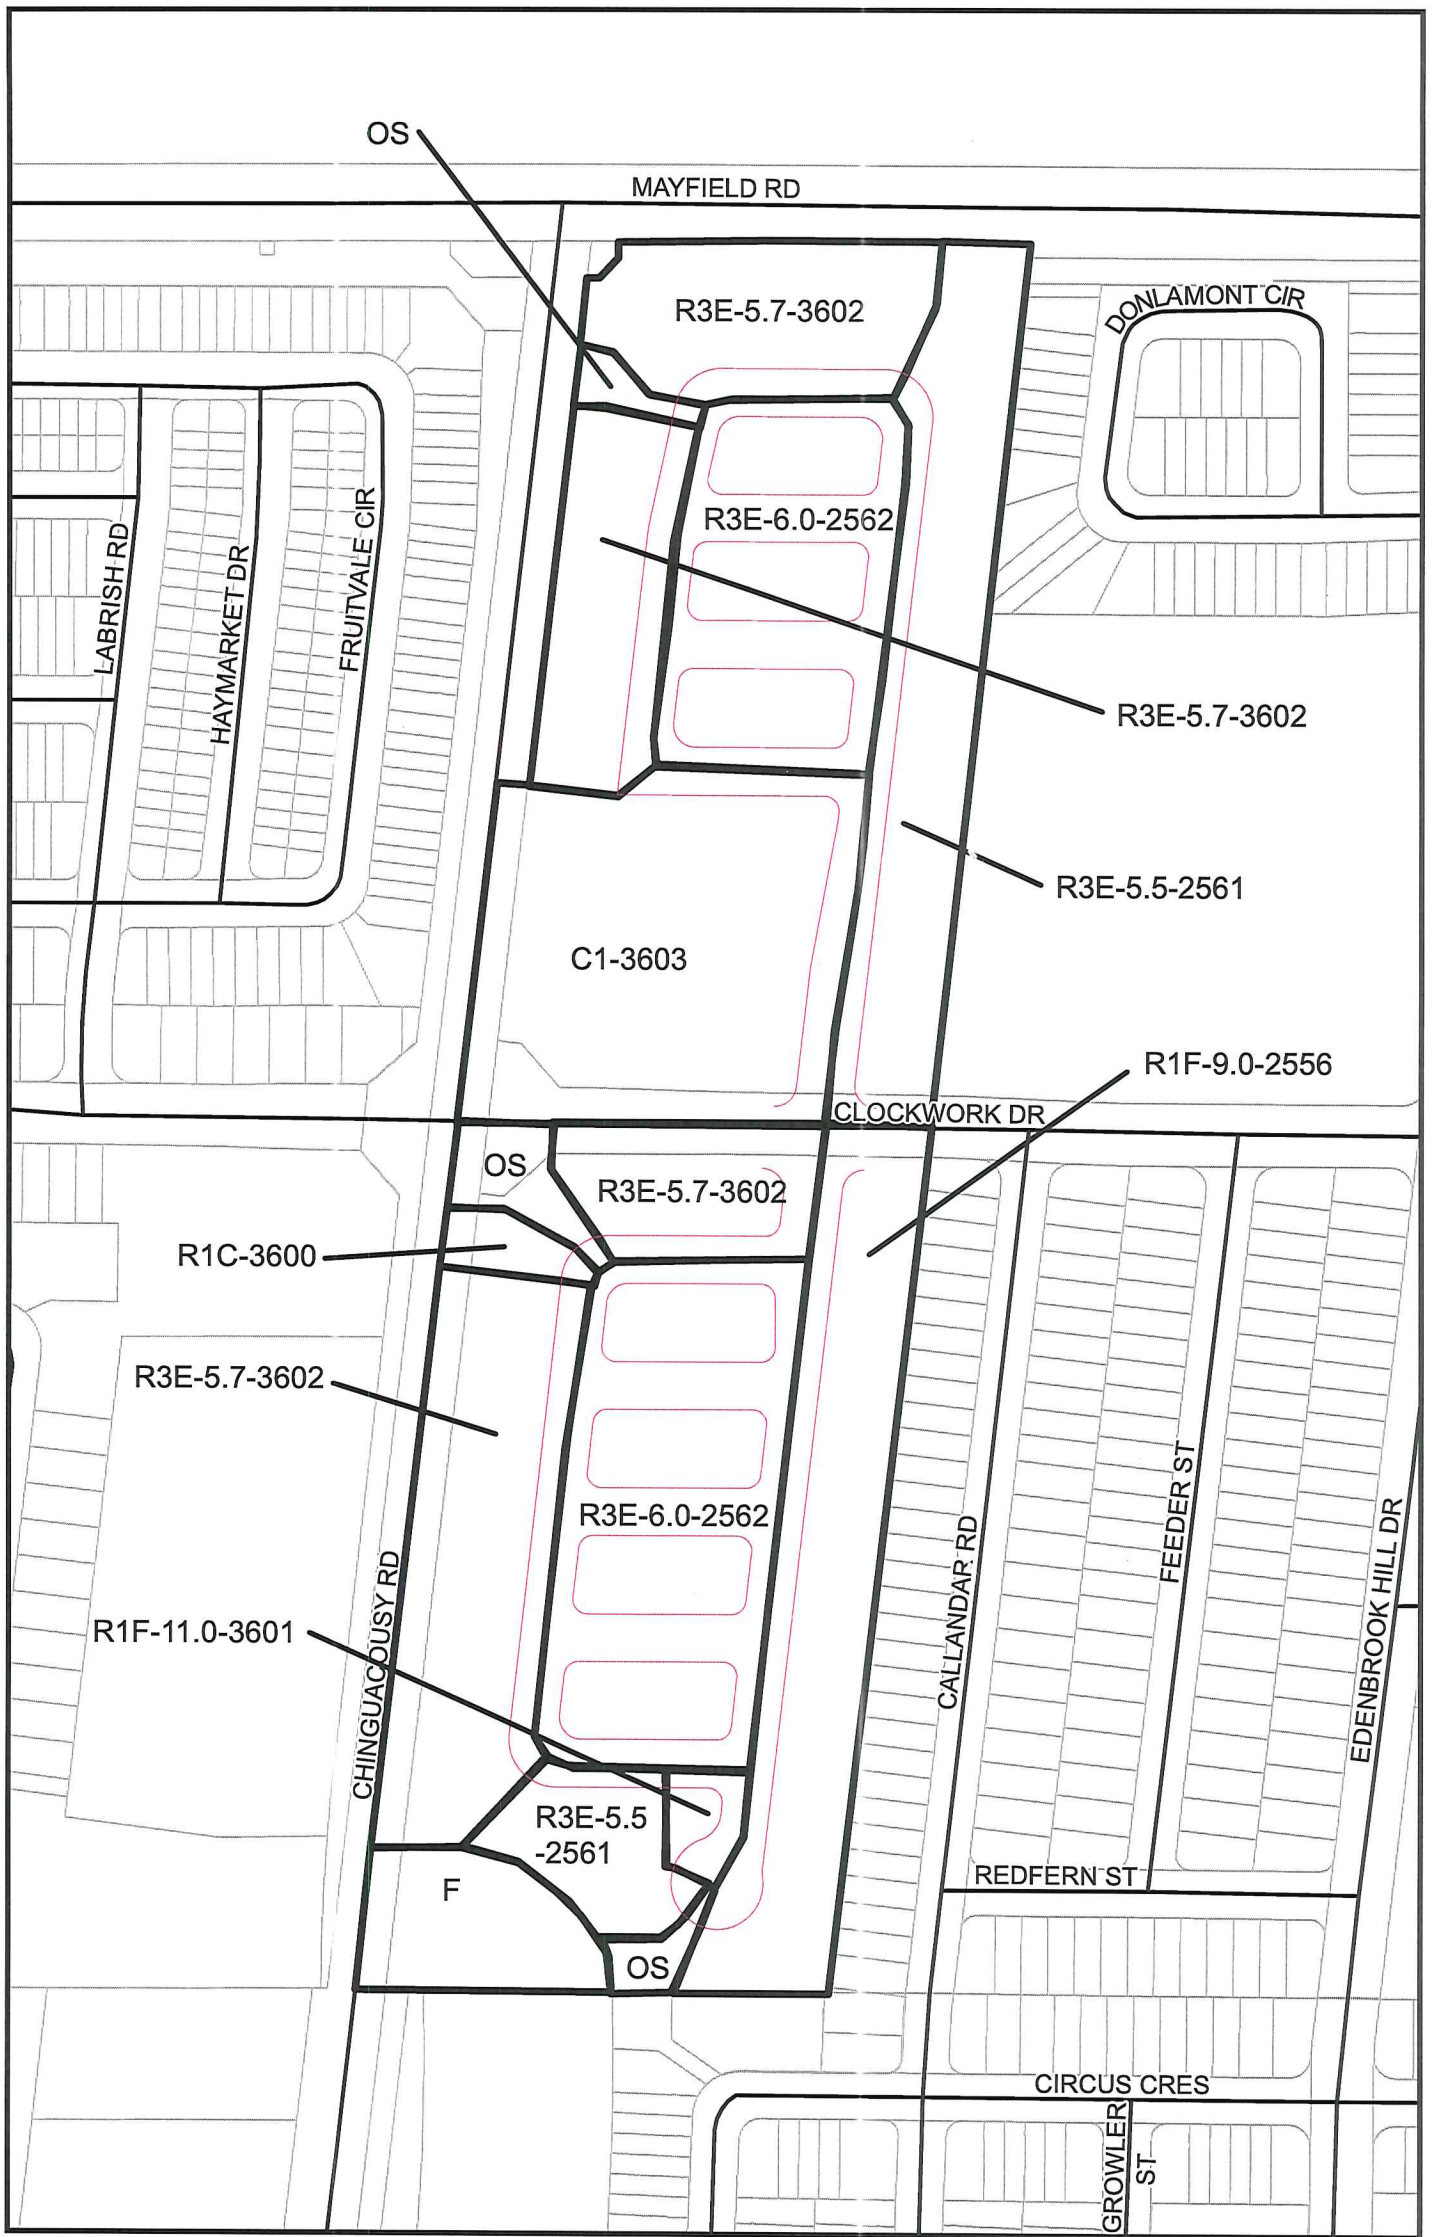 OS
MAYFIELD RD
R3E-5.7-3602
DONLAMONT CIR
R3E-6.0-2562
LABRISH RD
HAYMARKET DR
FRUITVALE CIR
R3E-5.7-3602
R3E-5.5-2561
C1-3603
R1F-9.0-2556
CLOCKWORK DR
OS
R3E-5.7-3602
R1C-3600
R3E-5.7-3602
R3E-6.0-2562
CHINGUACOUSY RD
CALLANDAR RD
FEEDER ST
EDENBROOK HILL DR
R1F-11.0-3601
R3E-5.5
-2561
F
REDFERN ST
OS
CIRCUS CRES
GROWLER
ST